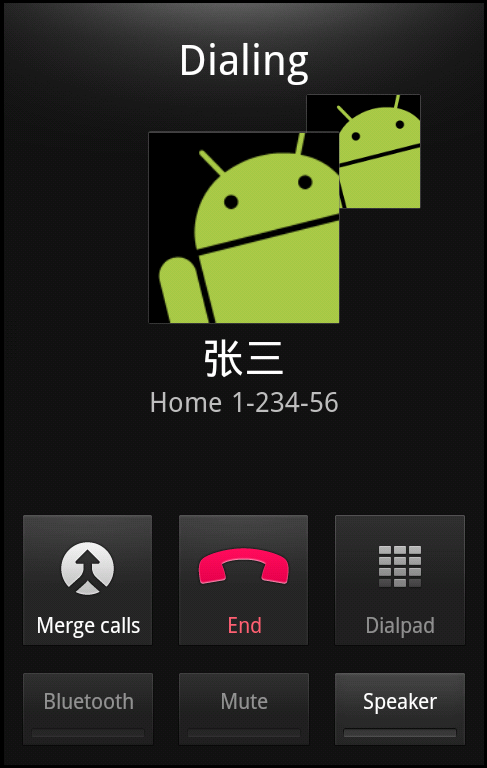 Dialing
张三
Home 1-234-56
Merge calls
End
Dialpad
Bluetooth
Mute
Speaker